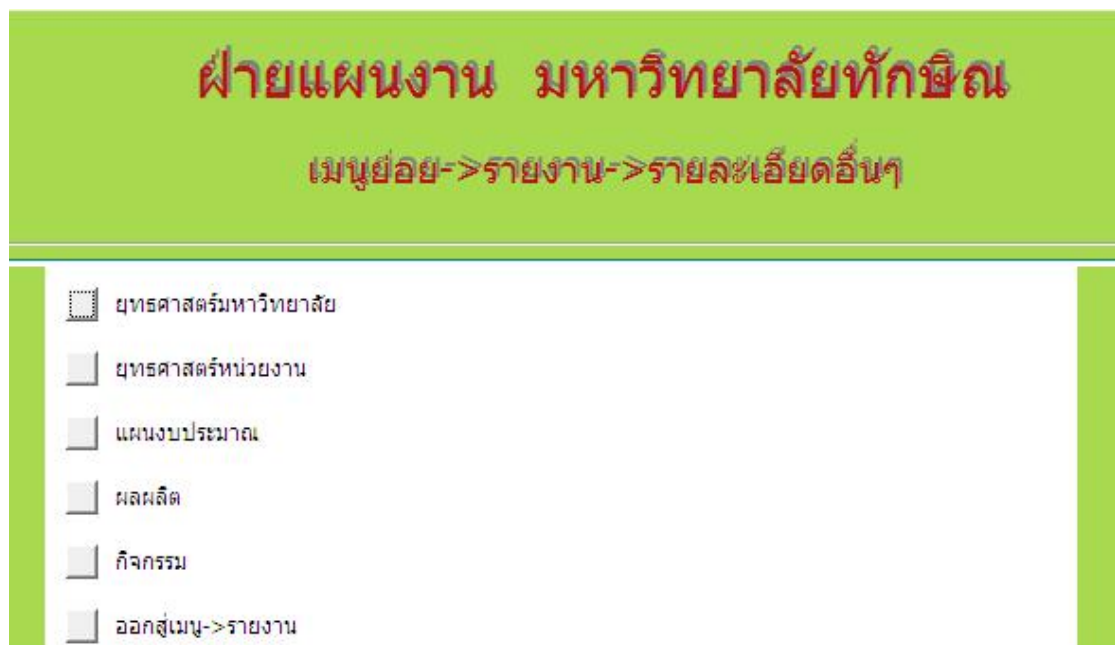 ฝ่ายแผนงาน มหาวิทยาลัยทักษิณ
เมนูย่อย->รายงาน->รายละเอียดอื่นๆ
ยุทธศาสตร์มหาวิทยาลัย
ยุทธศาสตร์หน่วยงาน
แผนงบประมาณ
ผลผลิต
กิจกรรม
ออกสู่เมนู->รายงาน